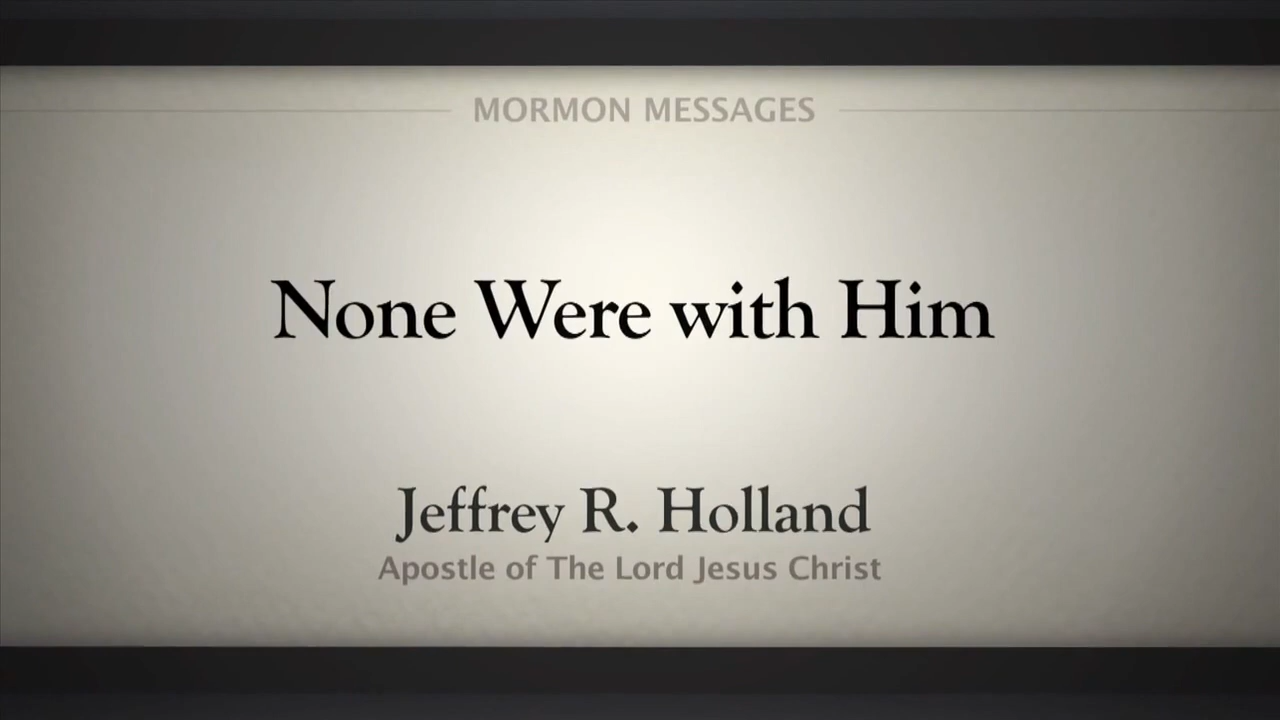 MORMON MESSAGES
None Were with Him
Jeffrey R. Holland
Apostle of The Lord Jesus Christ